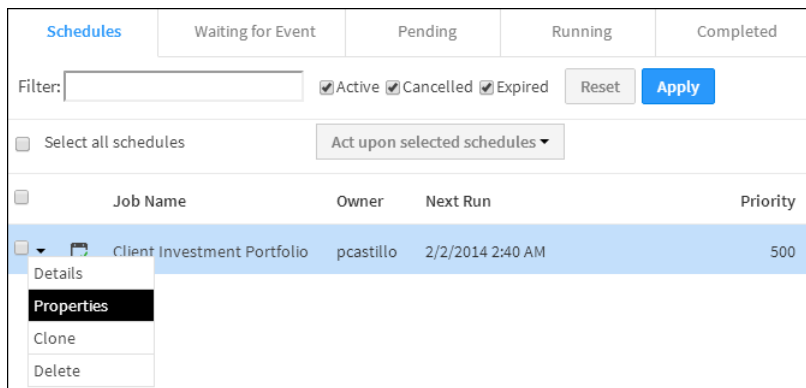 Schedules Waiting for Event Pending Running Completed
Filter: Active Cancelled Expired Reset Apply
Select all schedules Act upon selected schedules
Job Name Owner Next Run Priority
Client Investment Portfolio pcastillo 2/2/2014 2:40 AM 500
Details
Properties
Clone
Delete